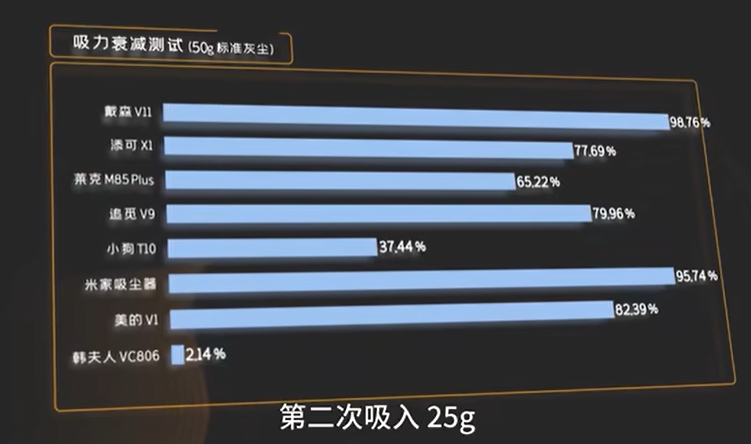 吸力衰减测试 (50g 标准灰尘)
戴森 V11 98.76%
添可 X1 77.69%
莱克 M85 Plus 65.22%
追觅 V9 79.96%
小狗 T10 37.44%
米家吸尘器 95.74%
美的 V1 82.39%
韩夫人 VC806 2.14%
第二次吸入 25g